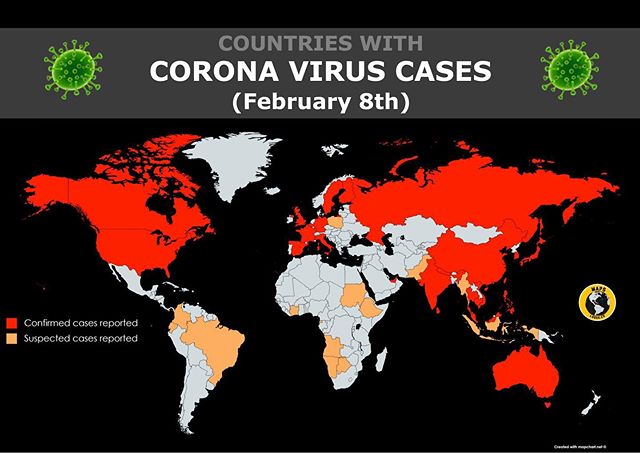 COUNTRIES WITH
CORONA VIRUS CASES
(February 8th)
MAPS
Confirmed cases reported
Suspected cases reported
Created with mapchart.net ©